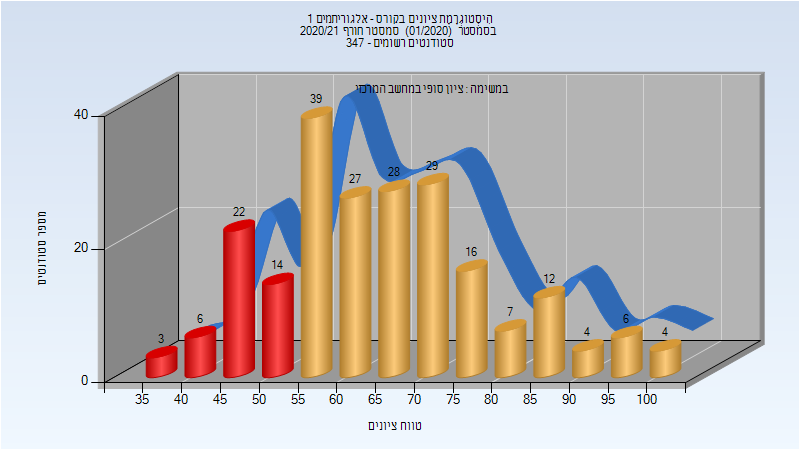 היסטוגרמת ציונים בקורס - אלגוריתמים 1
בסמסטר (01/2020) סמסטר חורף 2020/21
סטודנטים רשומים - 347
במשימה : ציון סופי במחשב המרכזי
מספר סטודנטים
40
20
0
3
6
22
14
39
27
28
29
16
7
12
4
6
4
35 40 45 50 55 60 65 70 75 80 85 90 95 100
טווח ציונים